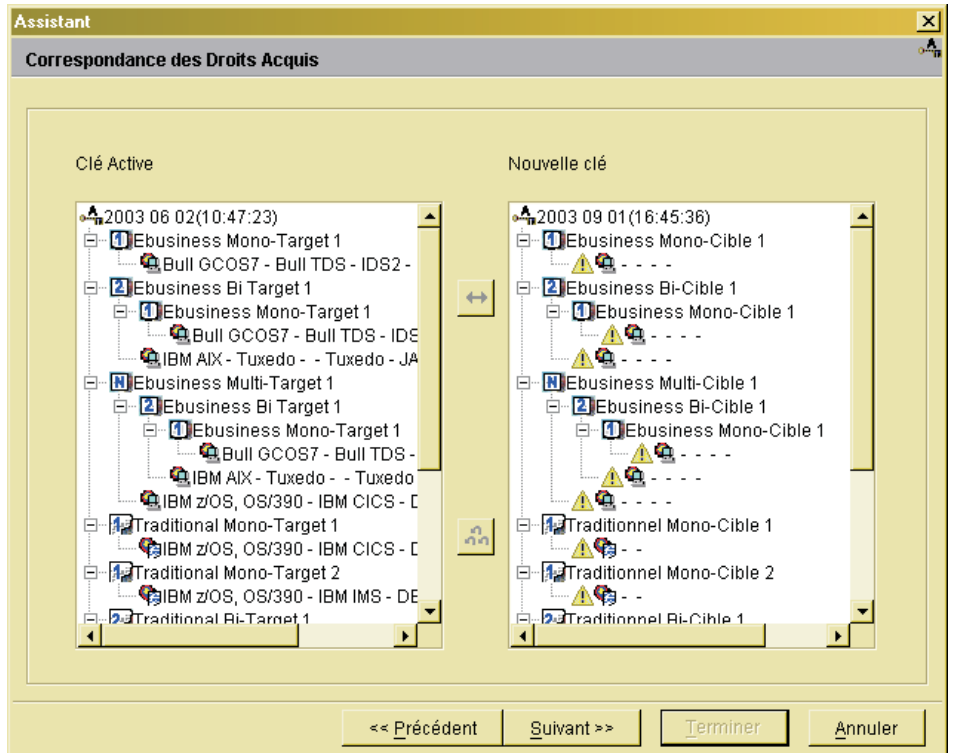 Assistant
Correspondance des Droits Acquis
Clé Active
2003 06 02(10:47:23)
Ebusiness Mono-Target 1
Bull GCOS7 - Bull TDS - IDS2 -
Ebusiness Bi Target 1
Ebusiness Mono-Target 1
Bull GCOS7 - Bull TDS - IDS
IBM AIX - Tuxedo - - Tuxedo - JA
Ebusiness Multi-Target 1
Ebusiness Bi Target 1
Ebusiness Mono-Target 1
Bull GCOS7 - Bull TDS -
IBM AIX - Tuxedo - - Tuxedo
IBM z/OS, OS/390 - IBM CICS - D
Traditional Mono-Target 1
IBM z/OS, OS/390 - IBM CICS - D
Traditional Mono-Target 2
IBM z/OS, OS/390 - IBM IMS - DE
Traditional Bi-Target 1
Nouvelle clé
2003 09 01(16:45:36)
Ebusiness Mono-Cible 1
- - - -
Ebusiness Bi-Cible 1
Ebusiness Mono-Cible 1
- - - -
- - - -
Ebusiness Multi-Cible 1
Ebusiness Bi-Cible 1
Ebusiness Mono-Cible 1
- - - -
- - - -
- - - -
Traditionnel Mono-Cible 1
- -
Traditionnel Mono-Cible 2
- -
Traditionnel Bi-Cible 1
<< Précédent
Suivant >>
Terminer
Annuler